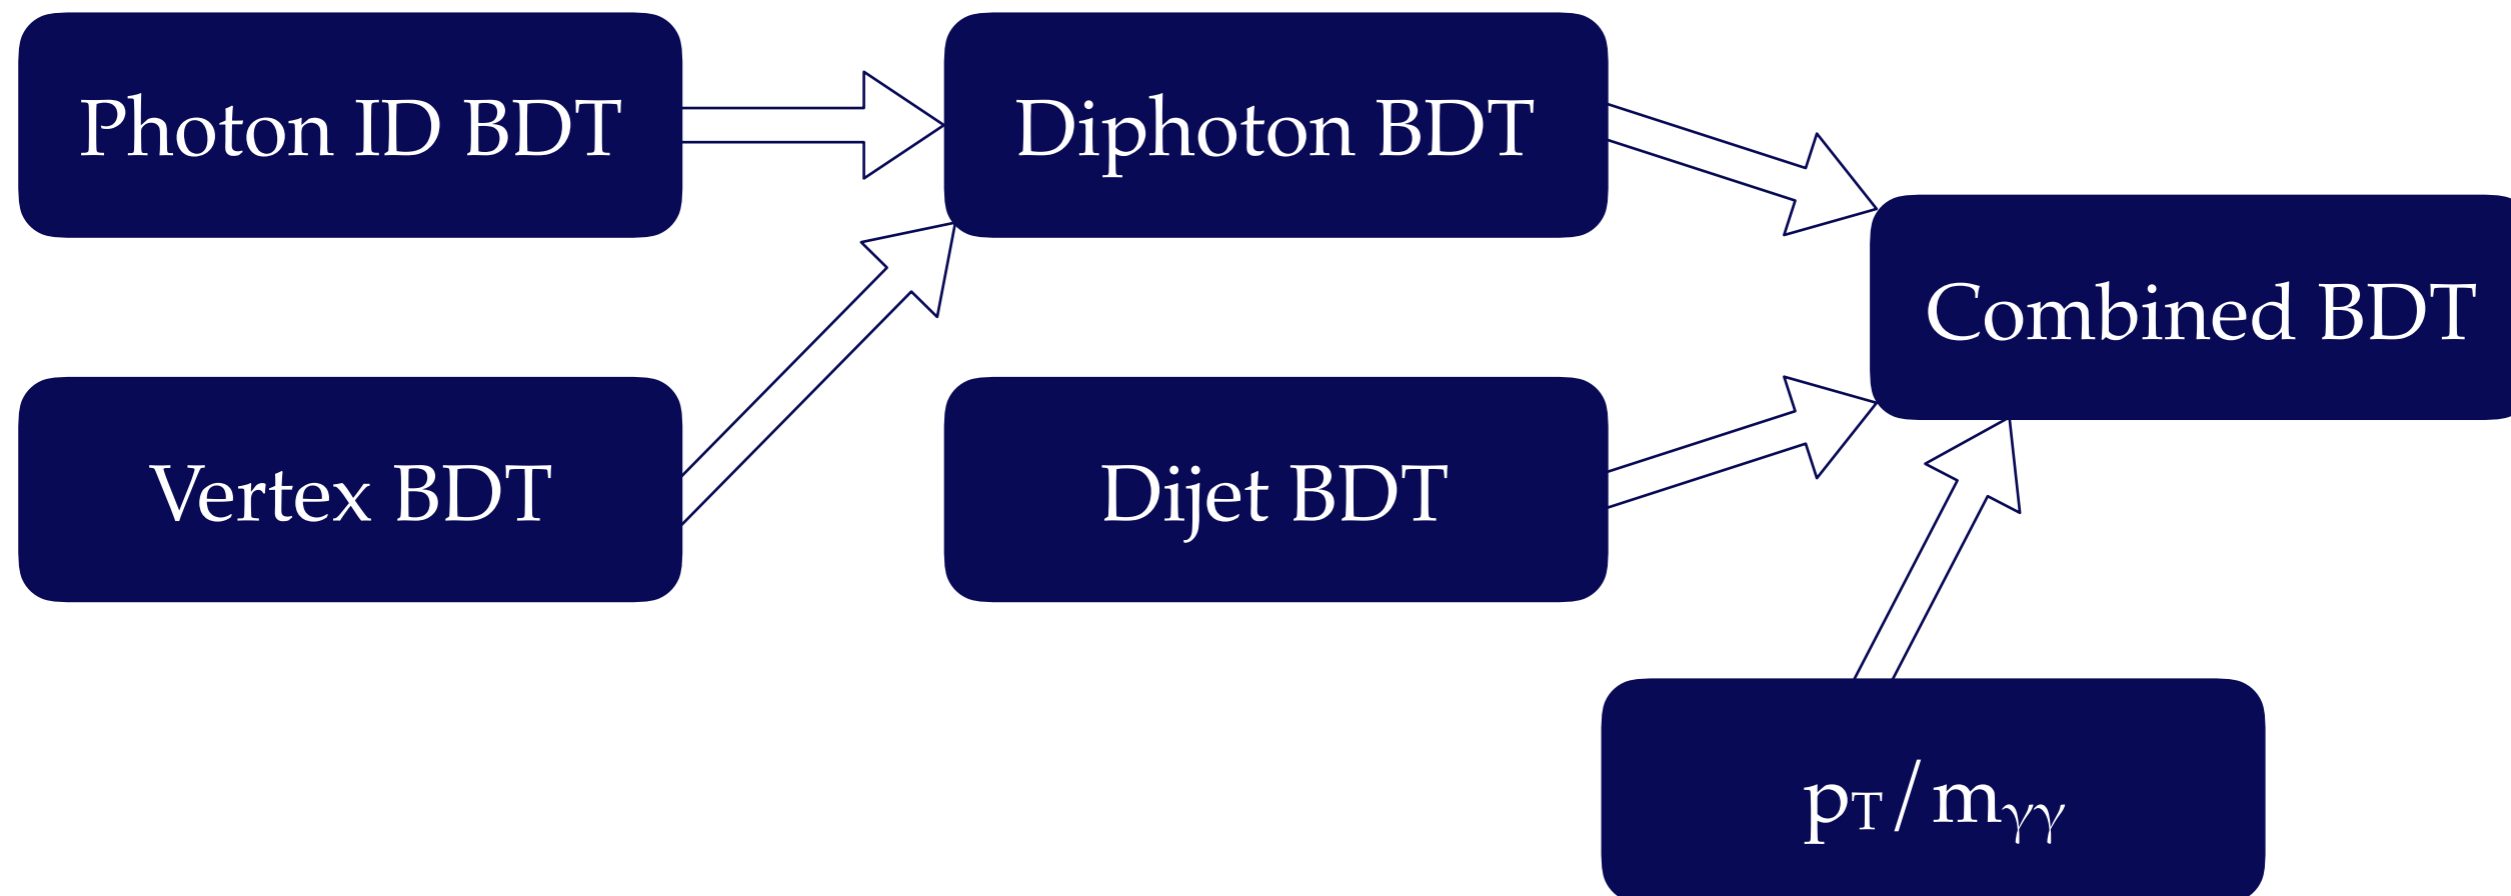 Photon ID BDT
Diphoton BDT
Combined BDT
Vertex BDT
Dijet BDT
pT/mγγ